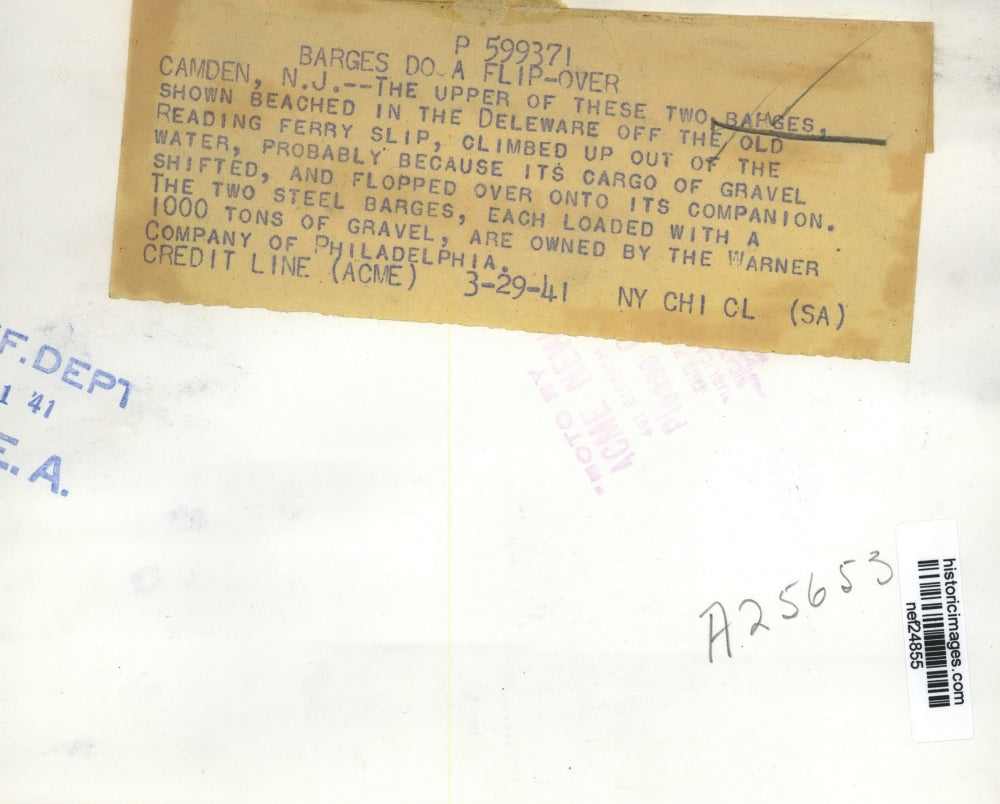 P 599371
BARGES DO A FLIP-OVER
CAMDEN, N.J.--THE UPPER OF THESE TWO BARGES,
SHOWN BEACHED IN THE DELEWARE OFF THE OLD
READING FERRY SLIP, CLIMBED UP OUT OF THE
WATER, PROBABLY BECAUSE ITS CARGO OF GRAVEL
SHIFTED, AND FLOPPED OVER ONTO ITS COMPANION.
THE TWO STEEL BARGES, EACH LOADED WITH A
1000 TONS OF GRAVEL, ARE OWNED BY THE WARNER
COMPANY OF PHILADELPHIA.
CREDIT LINE (ACME) 3-29-41 NY CHI CL (SA)
F. DEPT
1 '41
E. A.
BY
ACME
A25653
historicimages.com
nef24855